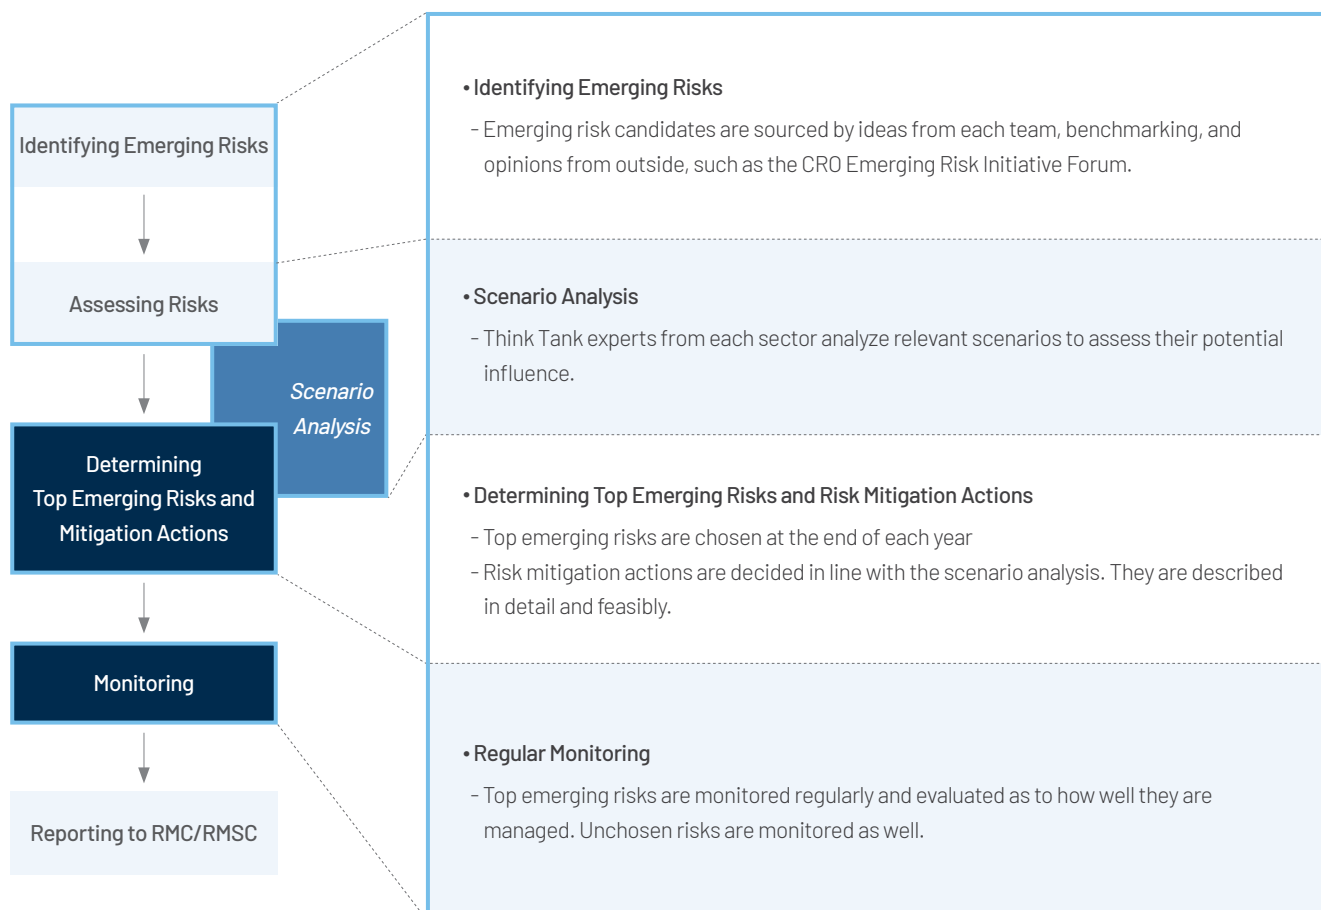 Identifying Emerging Risks
Assessing Risks
Scenario
Analysis
Determining
Top Emerging Risks and
Mitigation Actions
Monitoring
Reporting to RMC/RMSC
• Identifying Emerging Risks
- Emerging risk candidates are sourced by ideas from each team, benchmarking, and
opinions from outside, such as the CRO Emerging Risk Initiative Forum.
• Scenario Analysis
- Think Tank experts from each sector analyze relevant scenarios to assess their potential
influence.
• Determining Top Emerging Risks and Risk Mitigation Actions
- Top emerging risks are chosen at the end of each year
- Risk mitigation actions are decided in line with the scenario analysis. They are described
in detail and feasibly.
• Regular Monitoring
- Top emerging risks are monitored regularly and evaluated as to how well they are
managed. Unchosen risks are monitored as well.